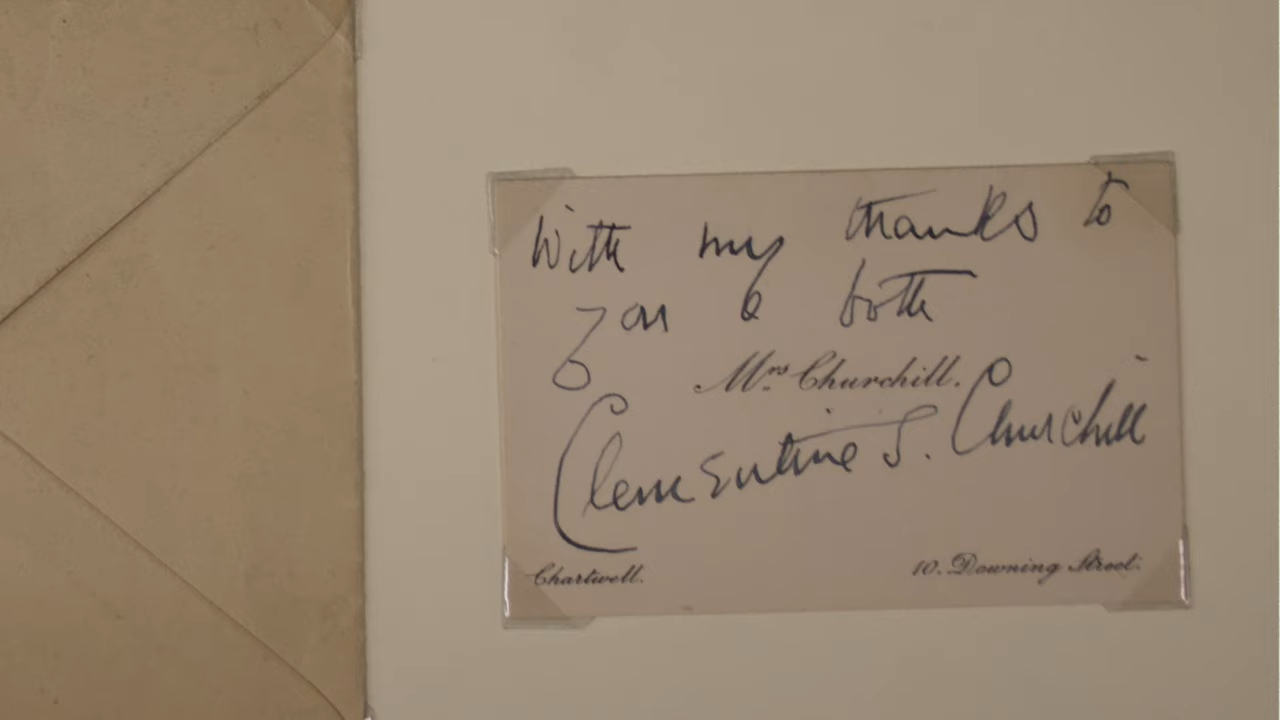 With my thanks to
you both
Mrs Churchill.
Clementine S. Churchill
Chartwell.
10. Downing Street.